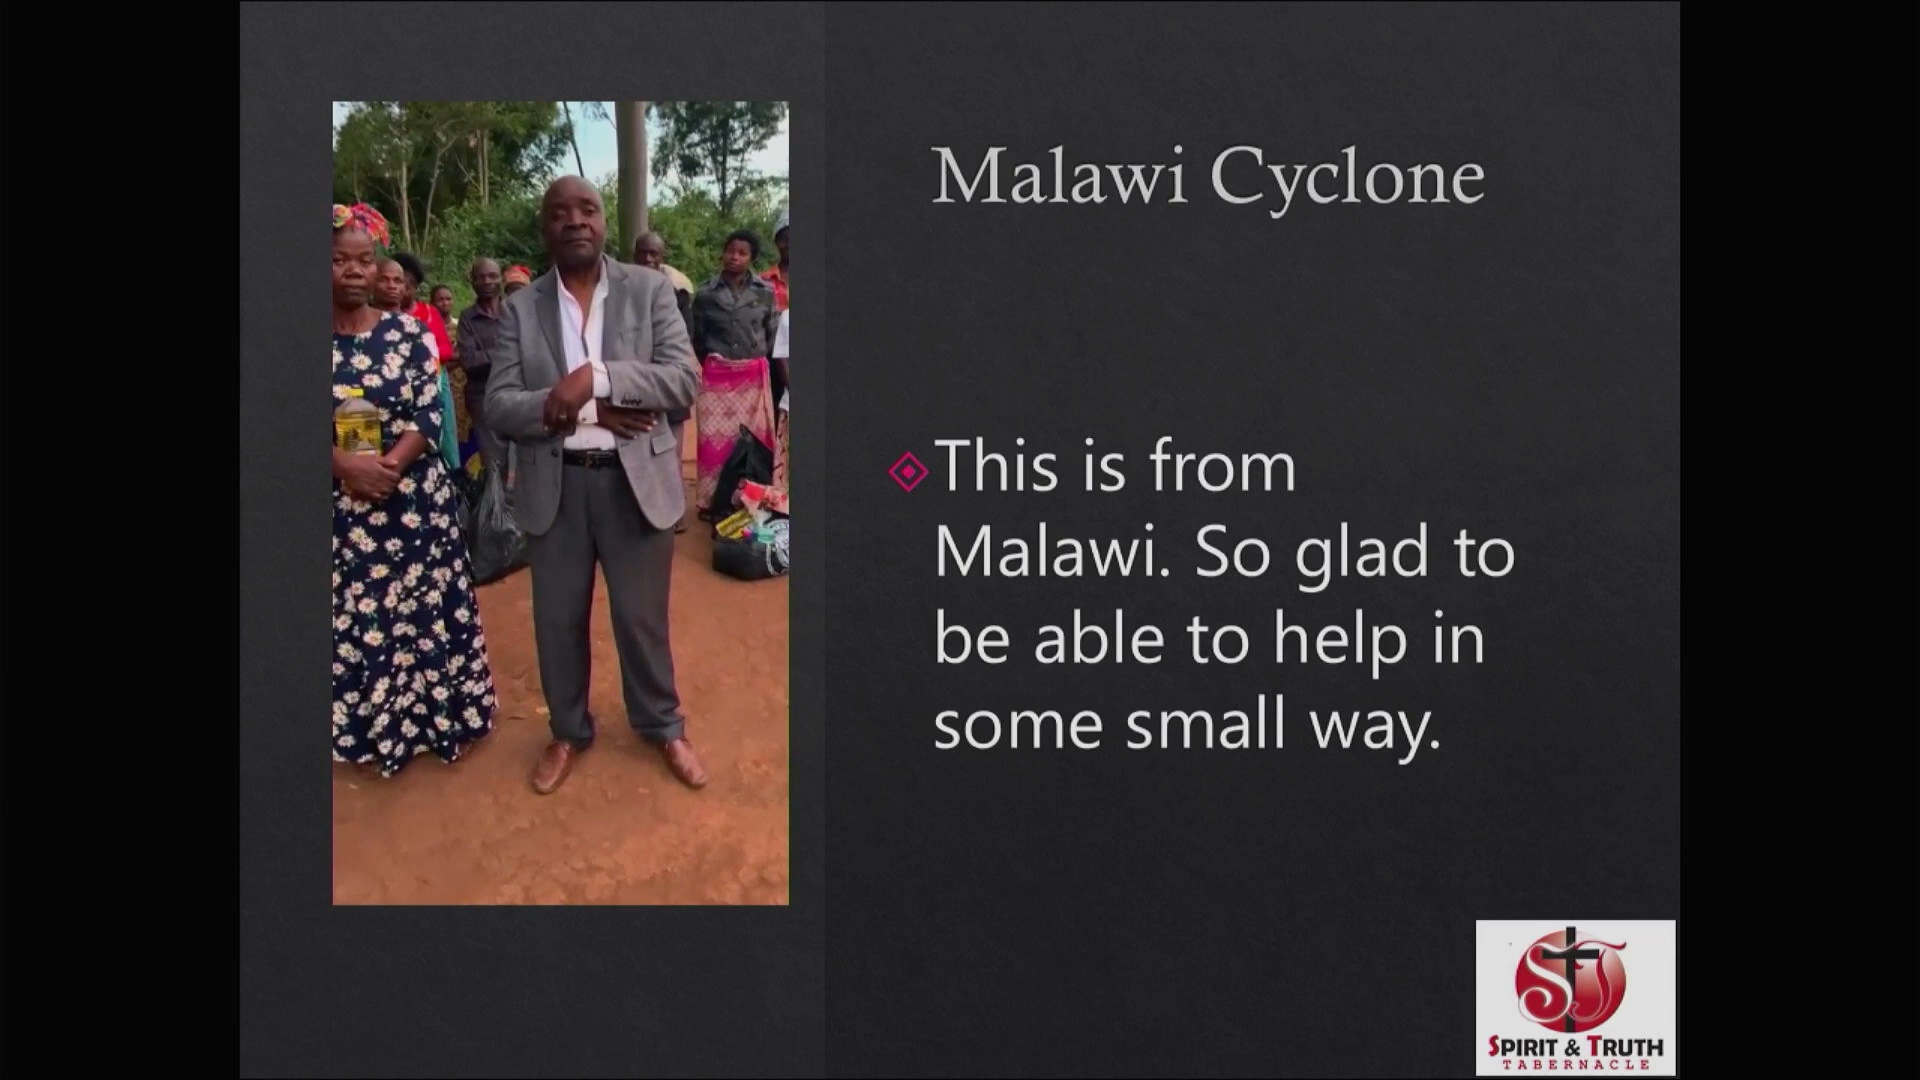 Malawi Cyclone
This is from
Malawi. So glad to
be able to help in
some small way.
ST
SPIRIT & TRUTH
TABERNACLE